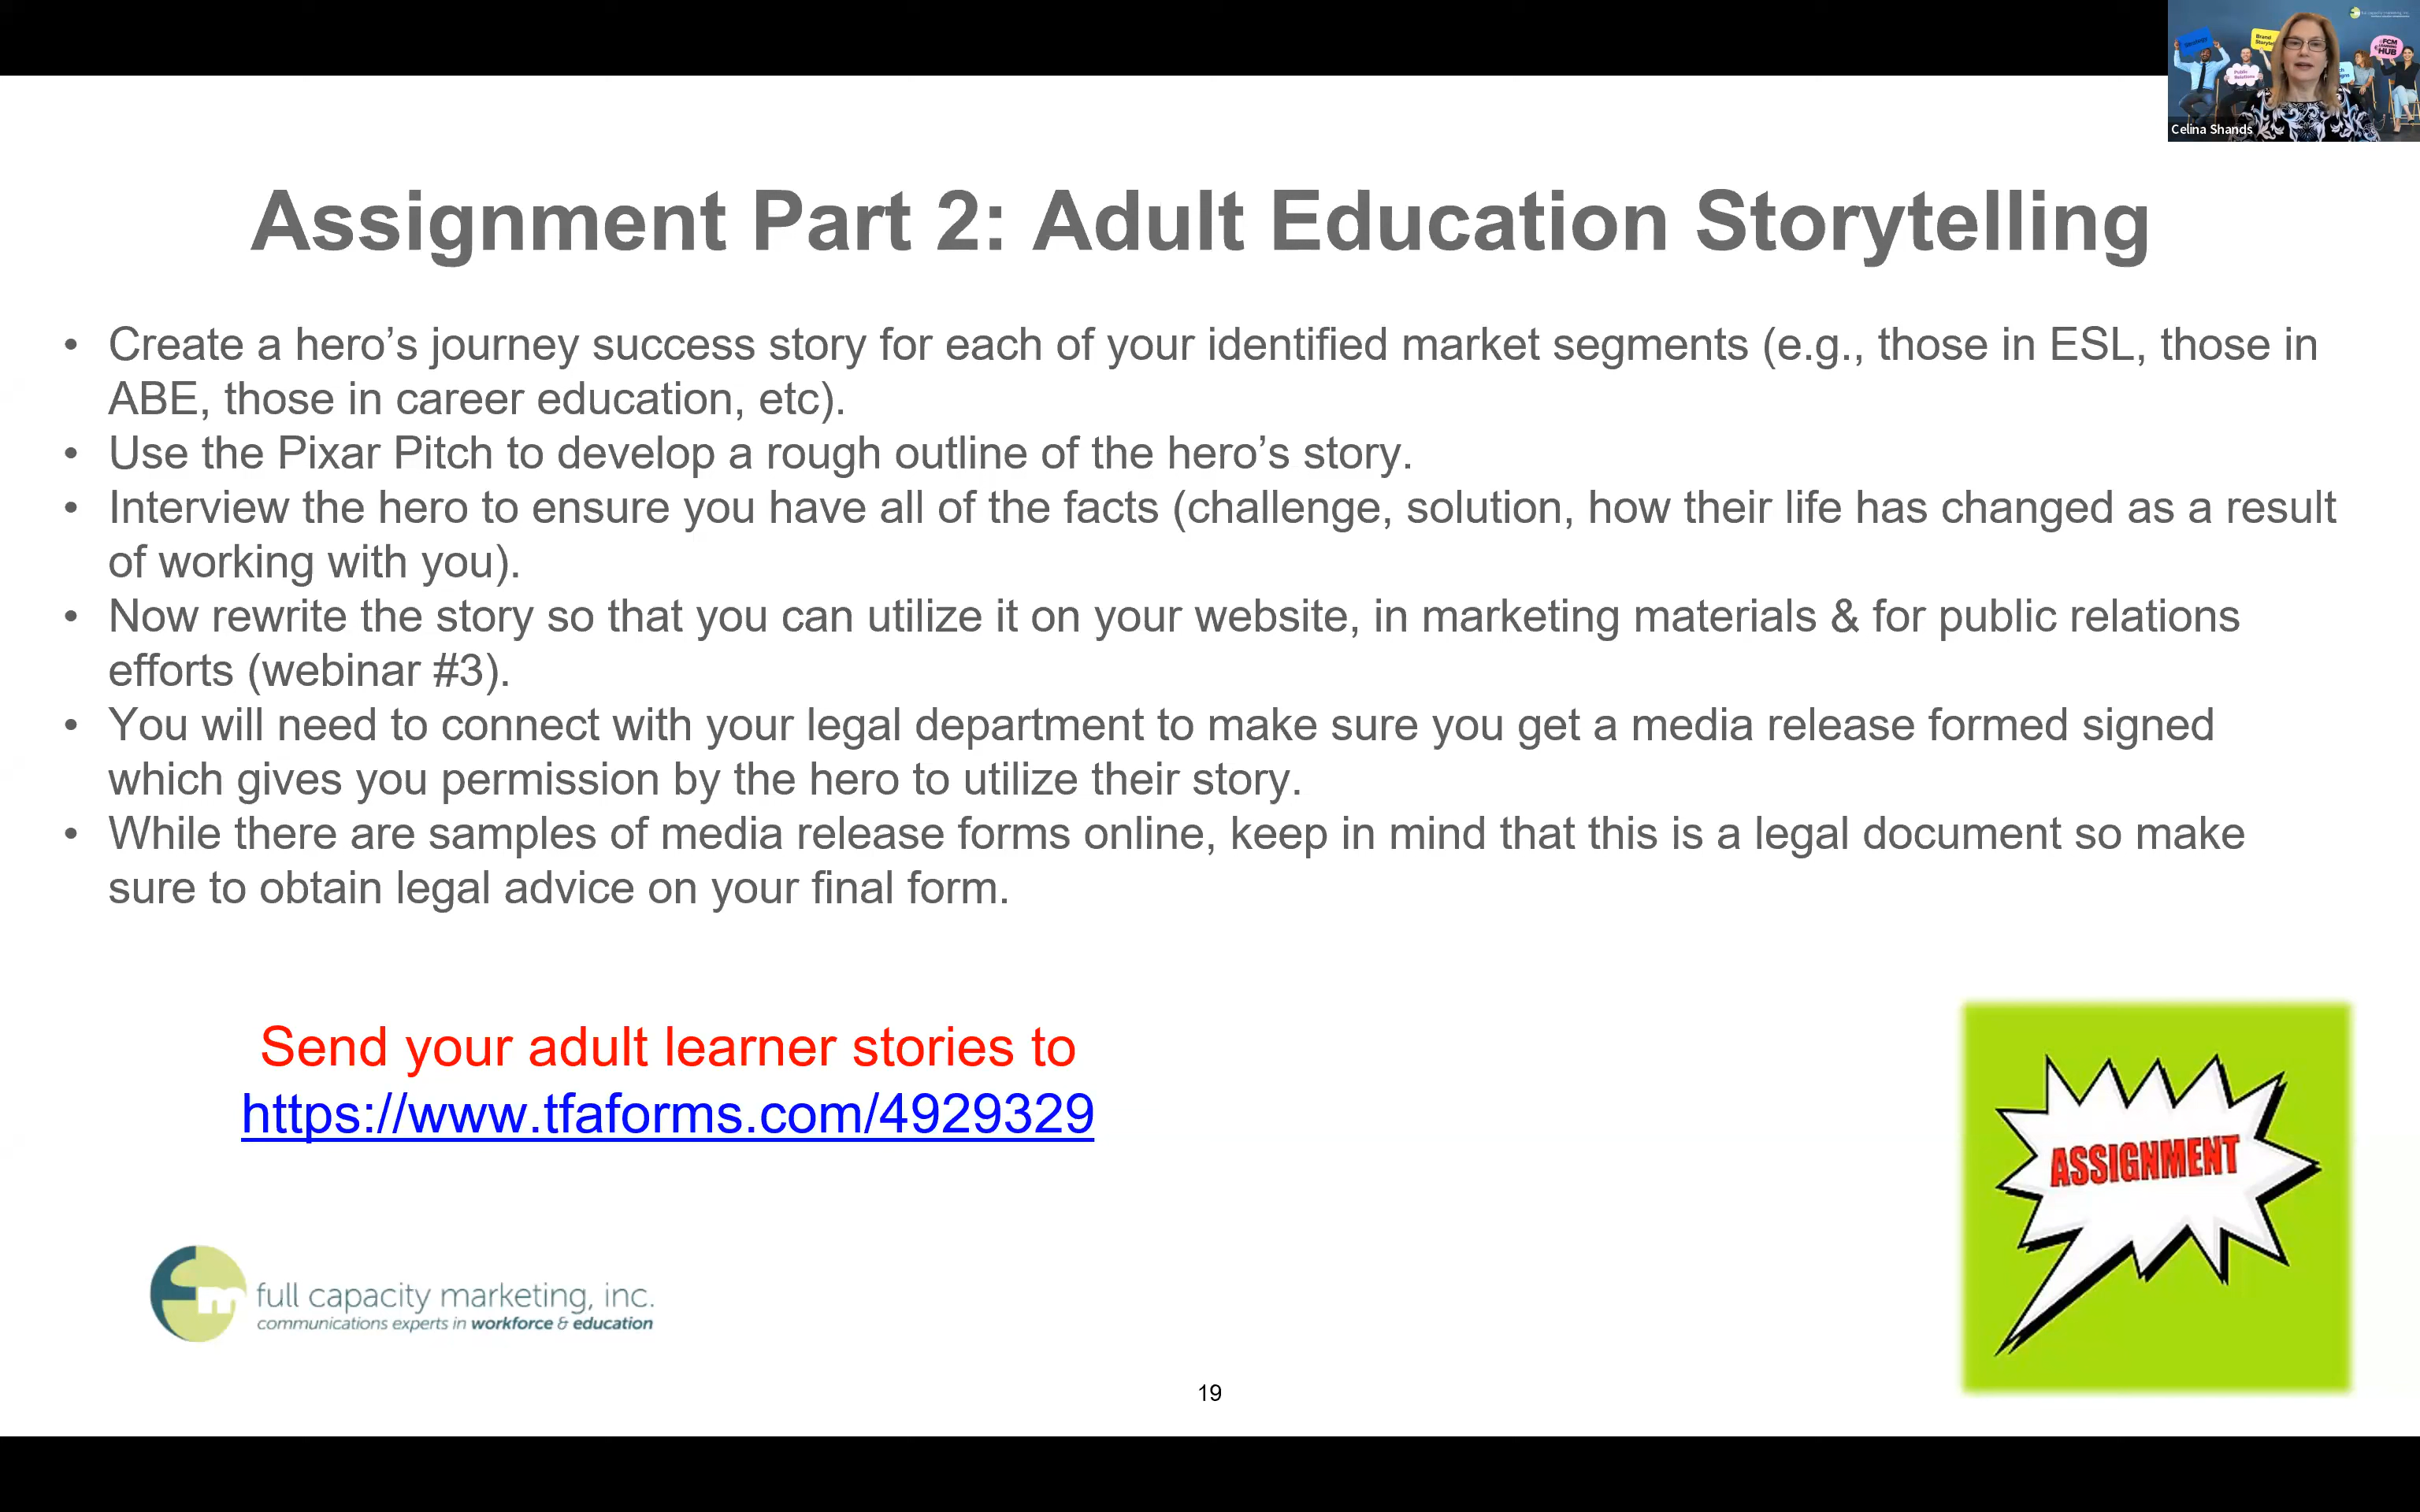 Celina Shands
Brand
Public
Relations
FCM
HUB
Assignment Part 2: Adult Education Storytelling
• Create a hero’s journey success story for each of your identified market segments (e.g., those in ESL, those in
ABE, those in career education, etc).
• Use the Pixar Pitch to develop a rough outline of the hero’s story.
• Interview the hero to ensure you have all of the facts (challenge, solution, how their life has changed as a result
of working with you).
• Now rewrite the story so that you can utilize it on your website, in marketing materials & for public relations
efforts (webinar #3).
• You will need to connect with your legal department to make sure you get a media release formed signed
which gives you permission by the hero to utilize their story.
• While there are samples of media release forms online, keep in mind that this is a legal document so make
sure to obtain legal advice on your final form.
Send your adult learner stories to
https://www.tfaforms.com/4929329
ASSIGNMENT
full capacity marketing, inc.
communications experts in workforce & education
19